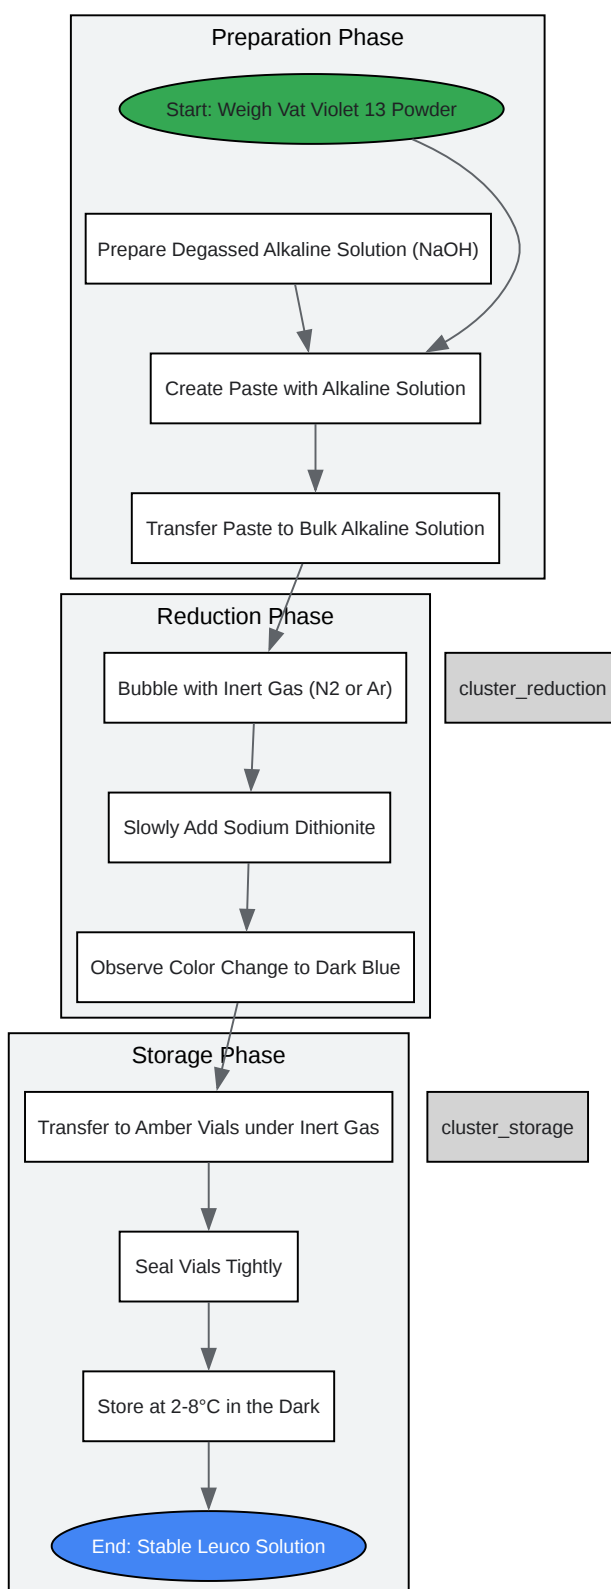 Preparation Phase
Start: Weigh Vat Violet 13 Powder
Prepare Degassed Alkaline Solution (NaOH)
Create Paste with Alkaline Solution
Transfer Paste to Bulk Alkaline Solution
Reduction Phase
Bubble with Inert Gas (N2 or Ar)
cluster_reduction
Slowly Add Sodium Dithionite
Observe Color Change to Dark Blue
Storage Phase
Transfer to Amber Vials under Inert Gas
cluster_storage
Seal Vials Tightly
Store at 2-8°C in the Dark
End: Stable Leuco Solution